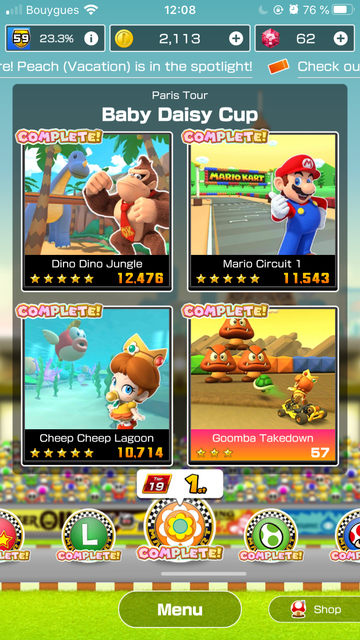 Bouygues 12:08 76 %
59 23.3% i 2,113 62
re! Peach (Vacation) is in the spotlight! Check ou
Paris Tour
Baby Daisy Cup
COMPLETE! COMPLETE!
MARIO KART
Dino Dino Jungle Mario Circuit 1
12,476 11,543
COMPLETE! COMPLETE!
Cheep Cheep Lagoon Goomba Takedown
10,714 57
Tier 19 1st
L
COMPLETE! COMPLETE! COMPLETE!
Menu Shop